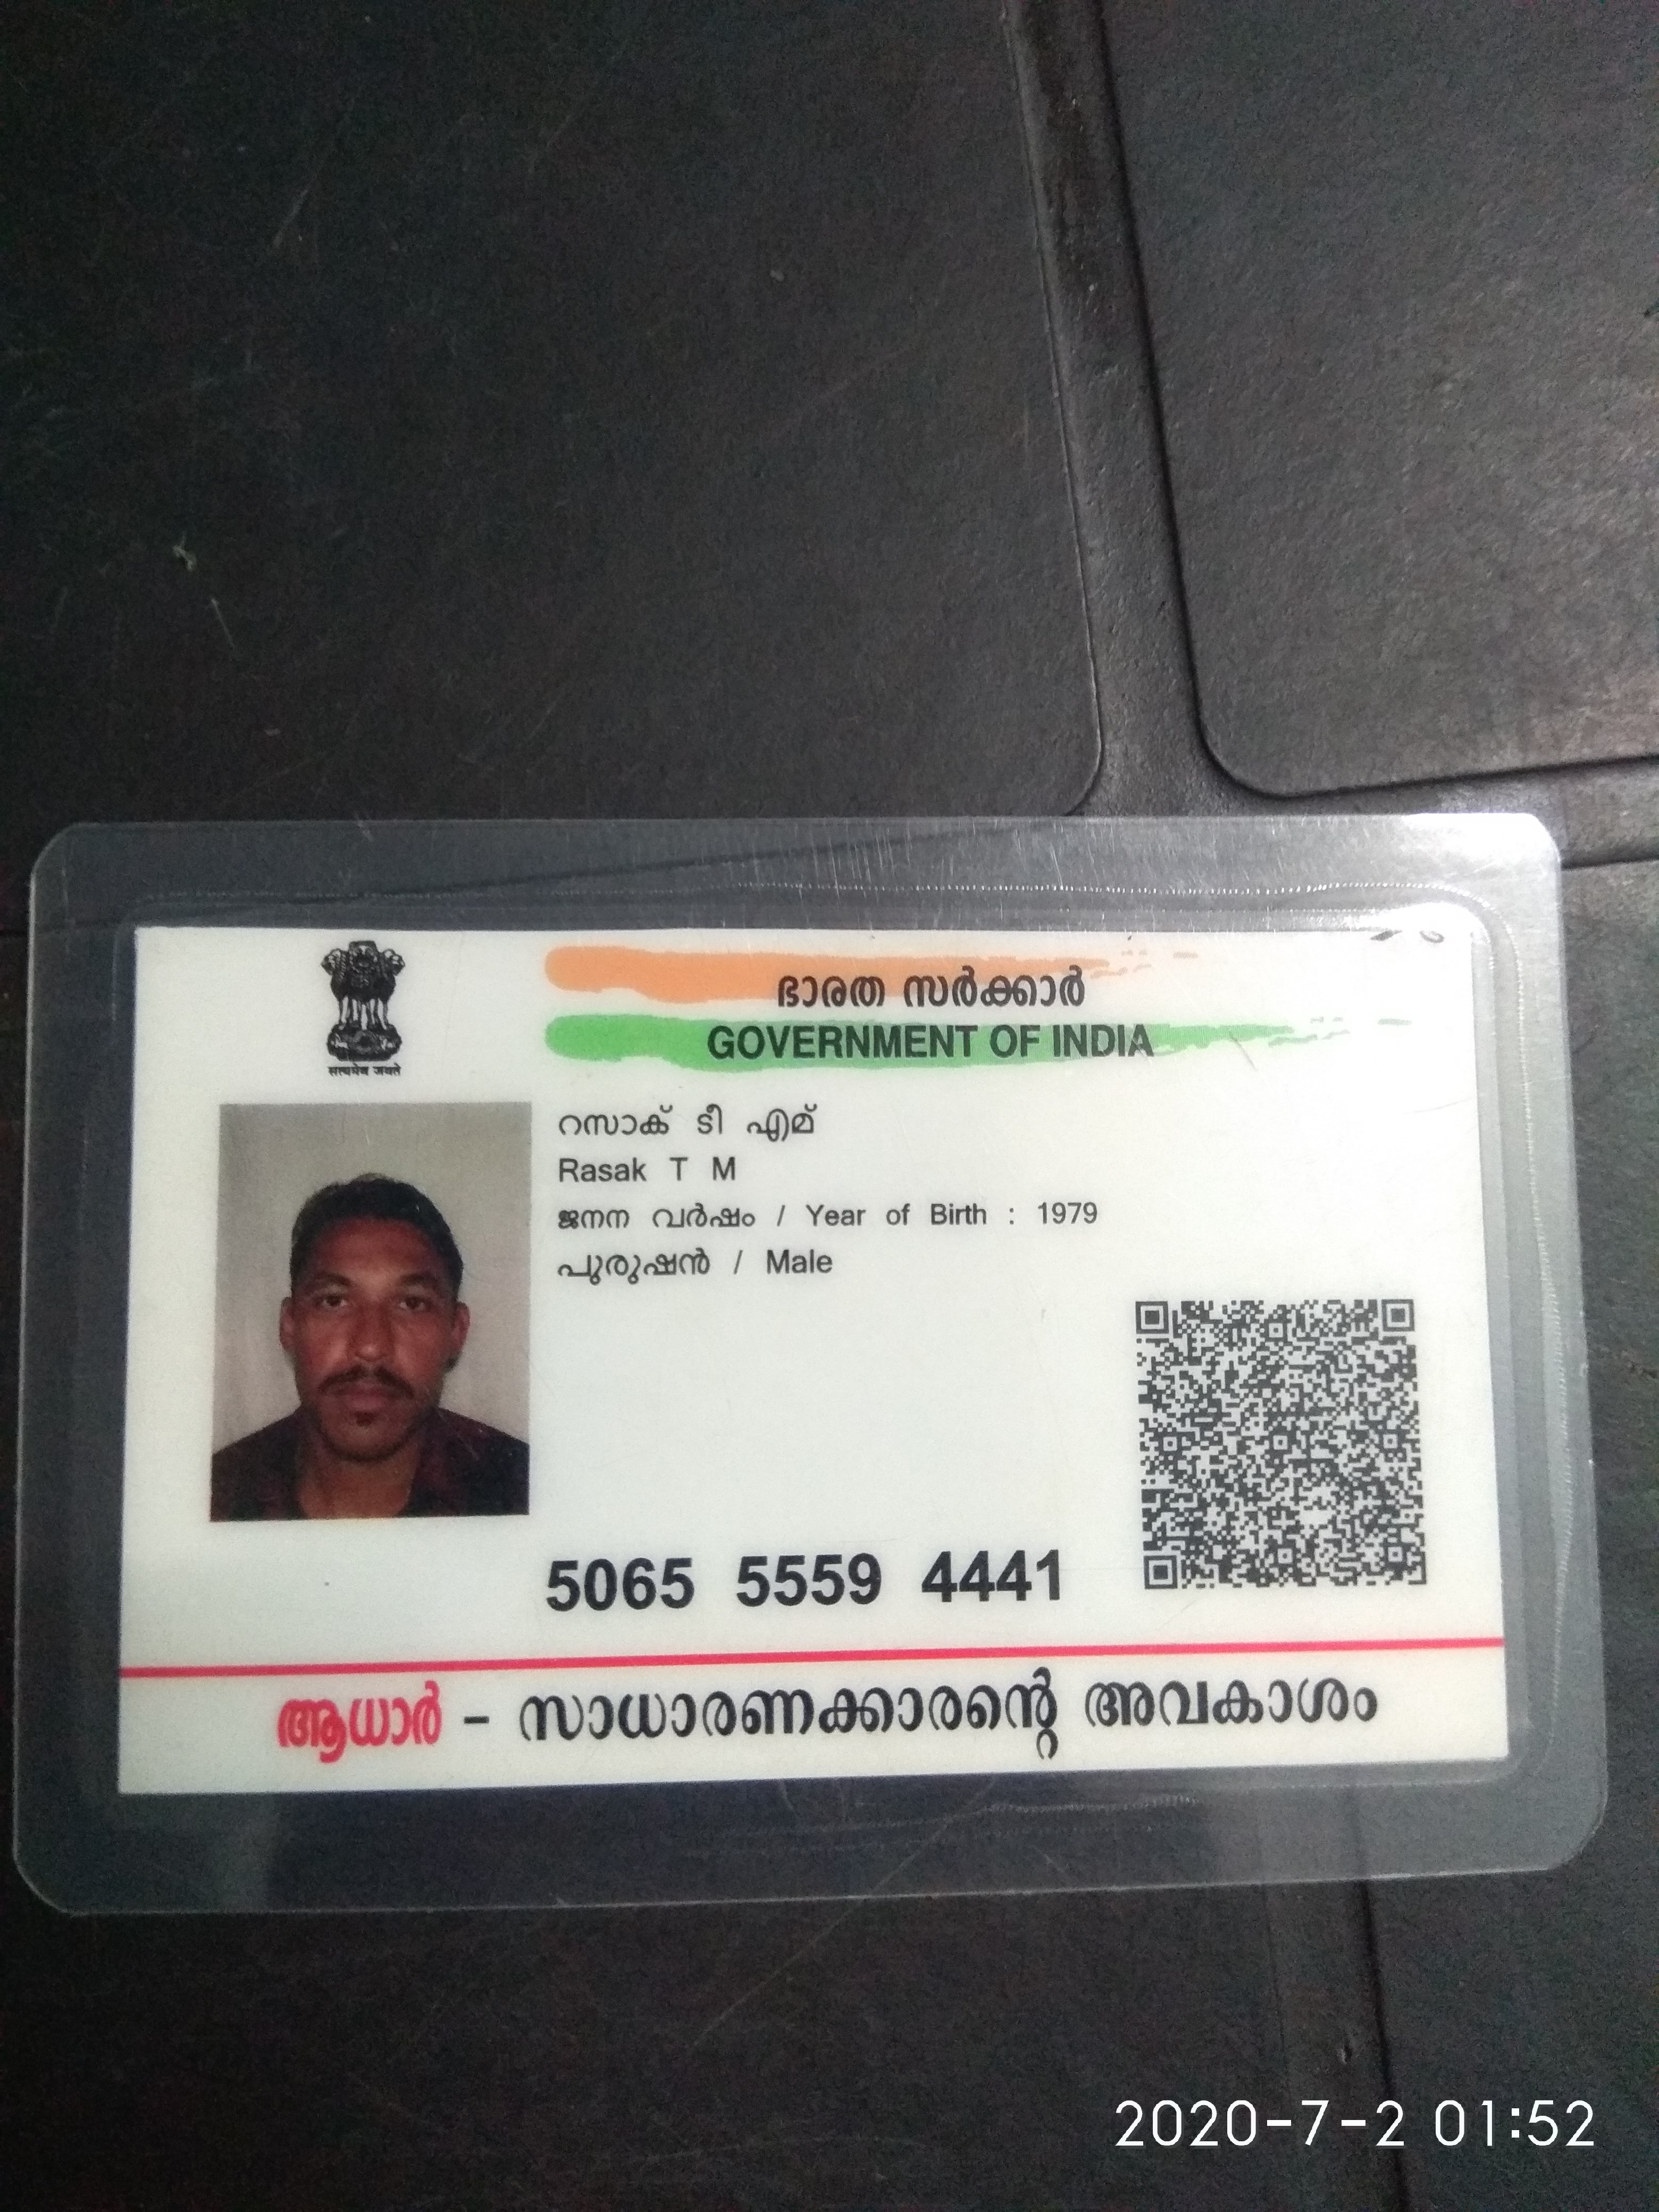 सत्यमेव जयते
ഭാരത സർക്കാർ
GOVERNMENT OF INDIA
റസാക് ടീ എമ്
Rasak T M
ജനന വർഷം / Year of Birth : 1979
പുരുഷൻ / Male
5065 5559 4441
ആധാർ - സാധാരണക്കാരന്റെ അവകാശം
2020-7-2 01:52